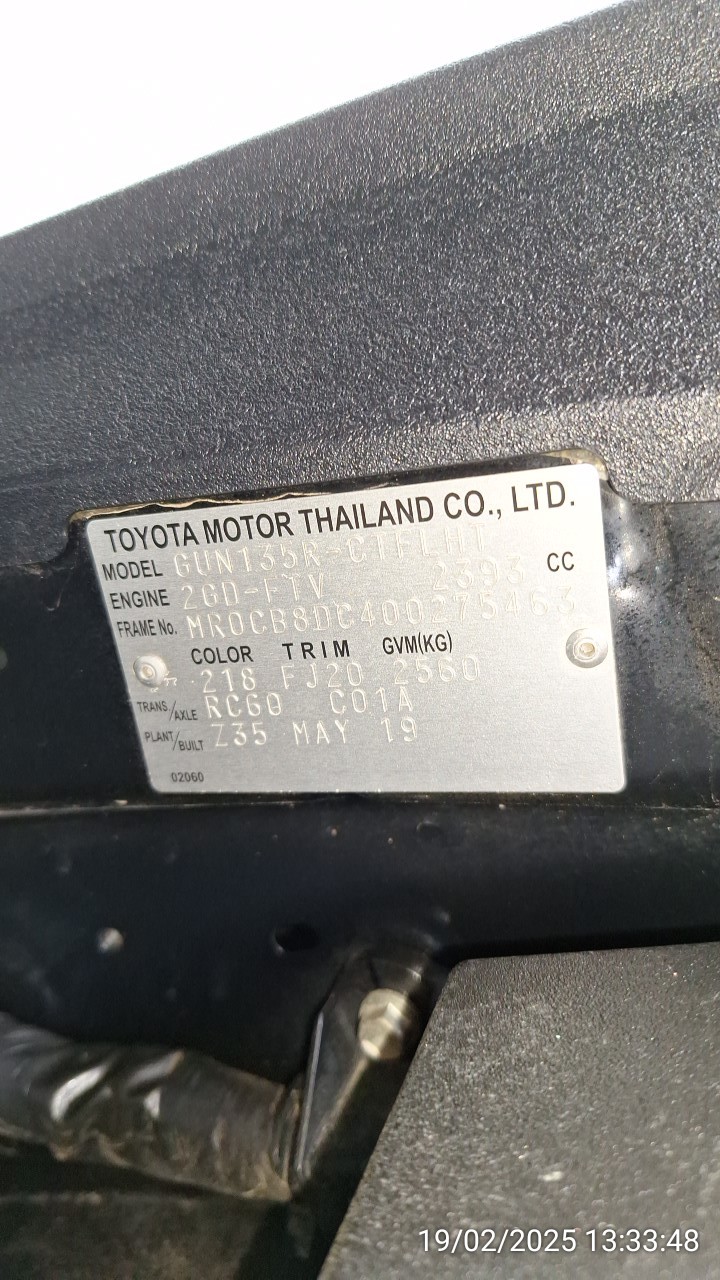 TOYOTA MOTOR THAILAND CO., LTD.
MODEL GUN135R-CTFLHT
ENGINE 2GD-FTV 2393 CC
FRAME No. MR0CB8DC400275463
COLOR TRIM GVM(KG)
218 FJ20 2560
TRANS/AXLE RC60 C01A
PLANT/BUILT Z35 MAY 19
02060
19/02/2025 13:33:48